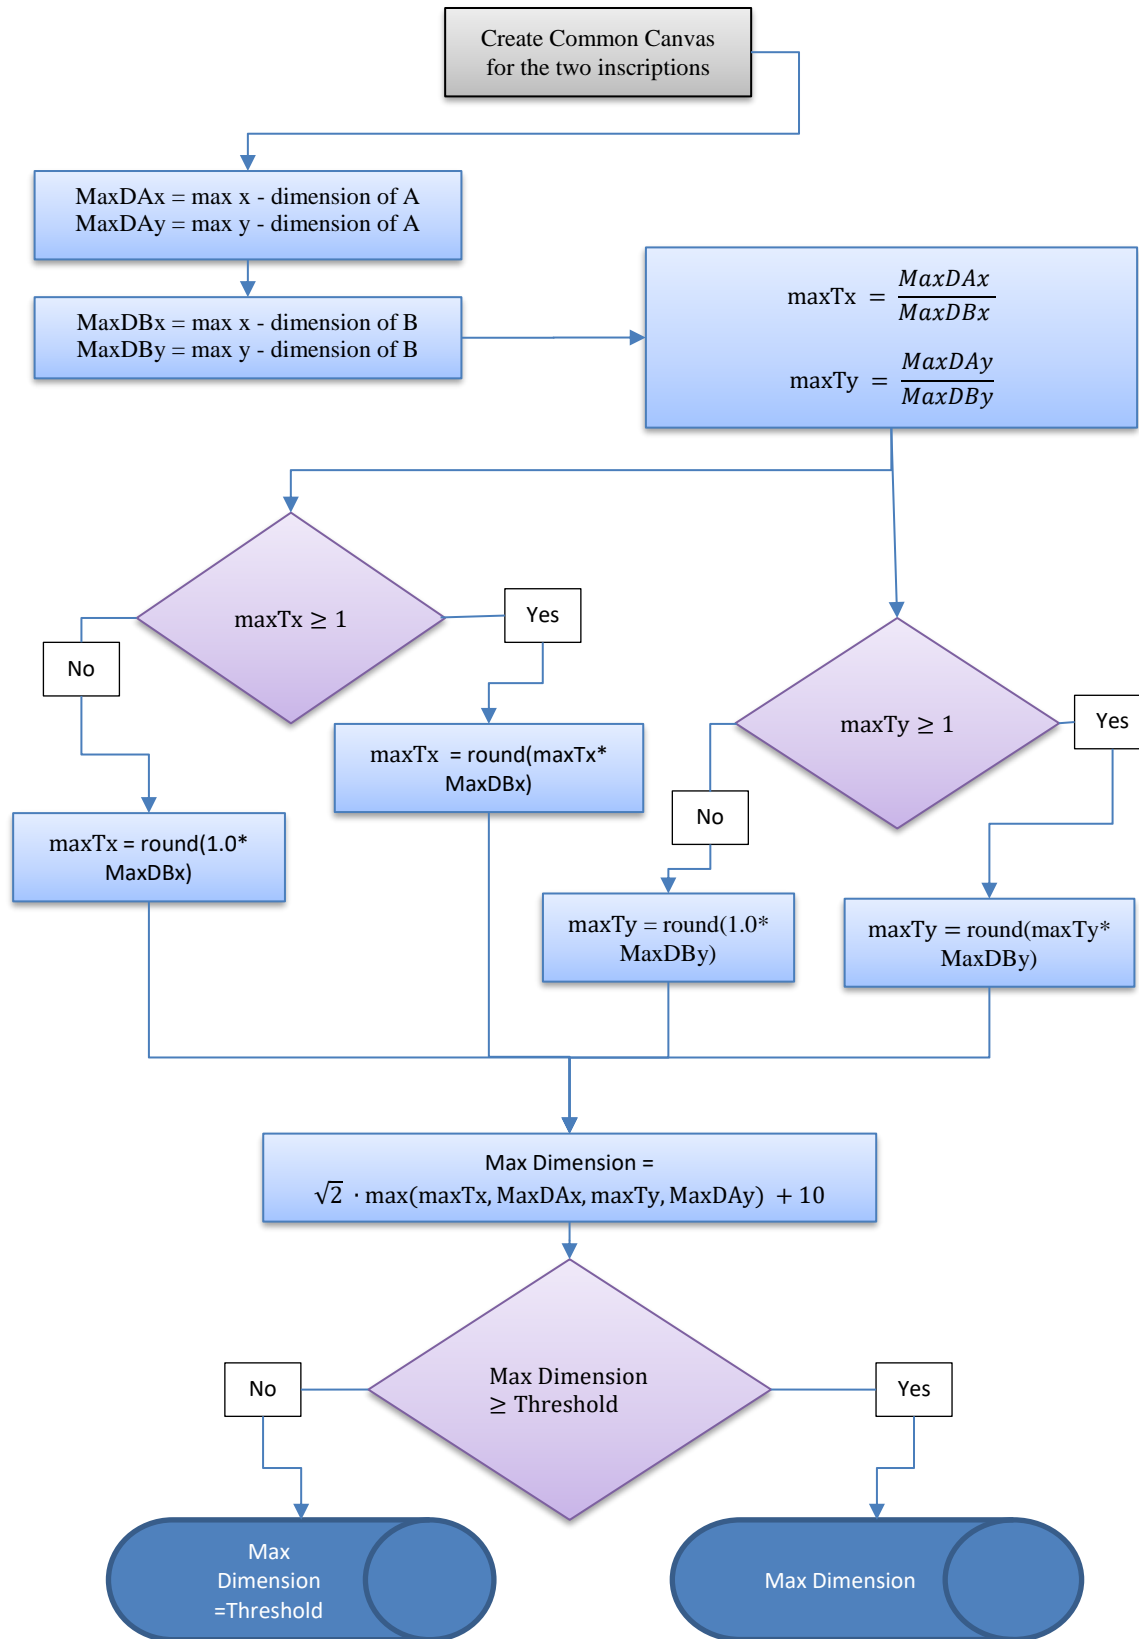 Create Common Canvas
for the two inscriptions
MaxDAx = max x - dimension of A
MaxDAy = max y - dimension of A
MaxDBx = max x - dimension of B
MaxDBy = max y - dimension of B
maxTx = MaxDAx / MaxDBx
maxTy = MaxDAy / MaxDBy
maxTx ≥ 1
Yes
No
maxTy ≥ 1
Yes
No
maxTx = round(maxTx*
MaxDBx)
maxTx = round(1.0*
MaxDBx)
maxTy = round(1.0*
MaxDBy)
maxTy = round(maxTy*
MaxDBy)
Max Dimension =
√2 · max(maxTx, MaxDAx, maxTy, MaxDAy) + 10
Max Dimension
≥ Threshold
No
Yes
Max
Dimension
=Threshold
Max Dimension